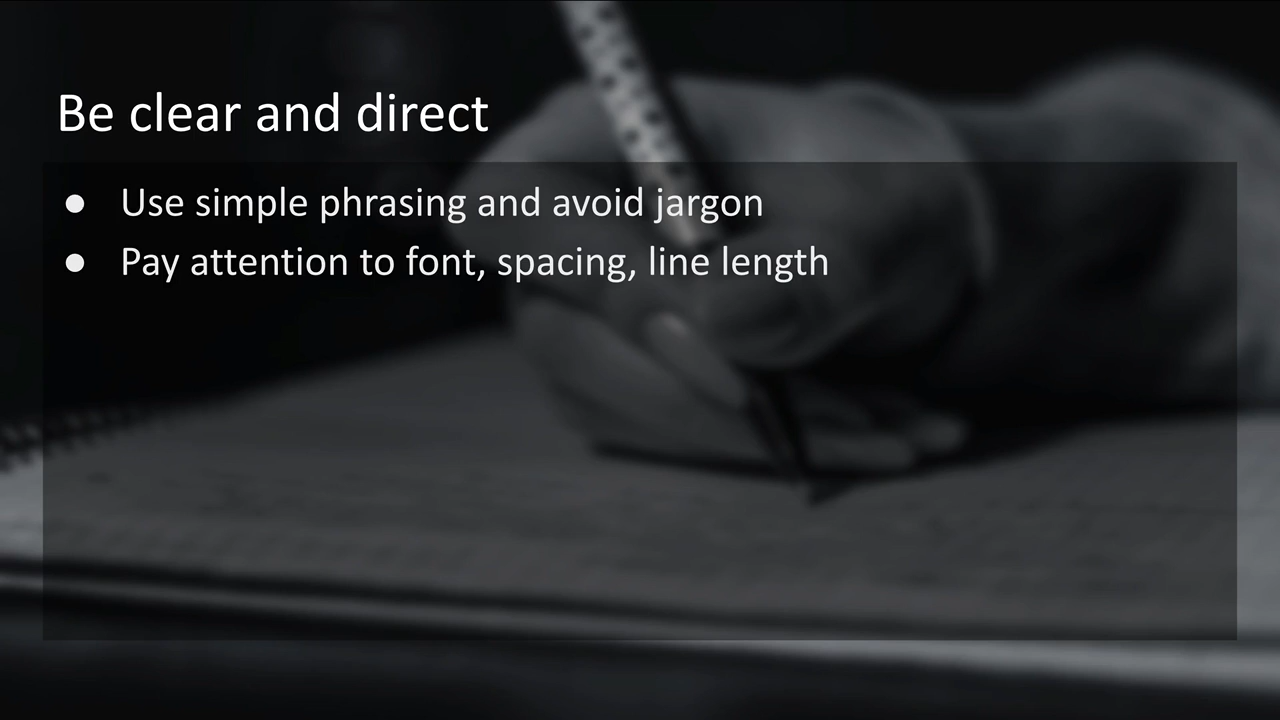 Be clear and direct
● Use simple phrasing and avoid jargon
● Pay attention to font, spacing, line length